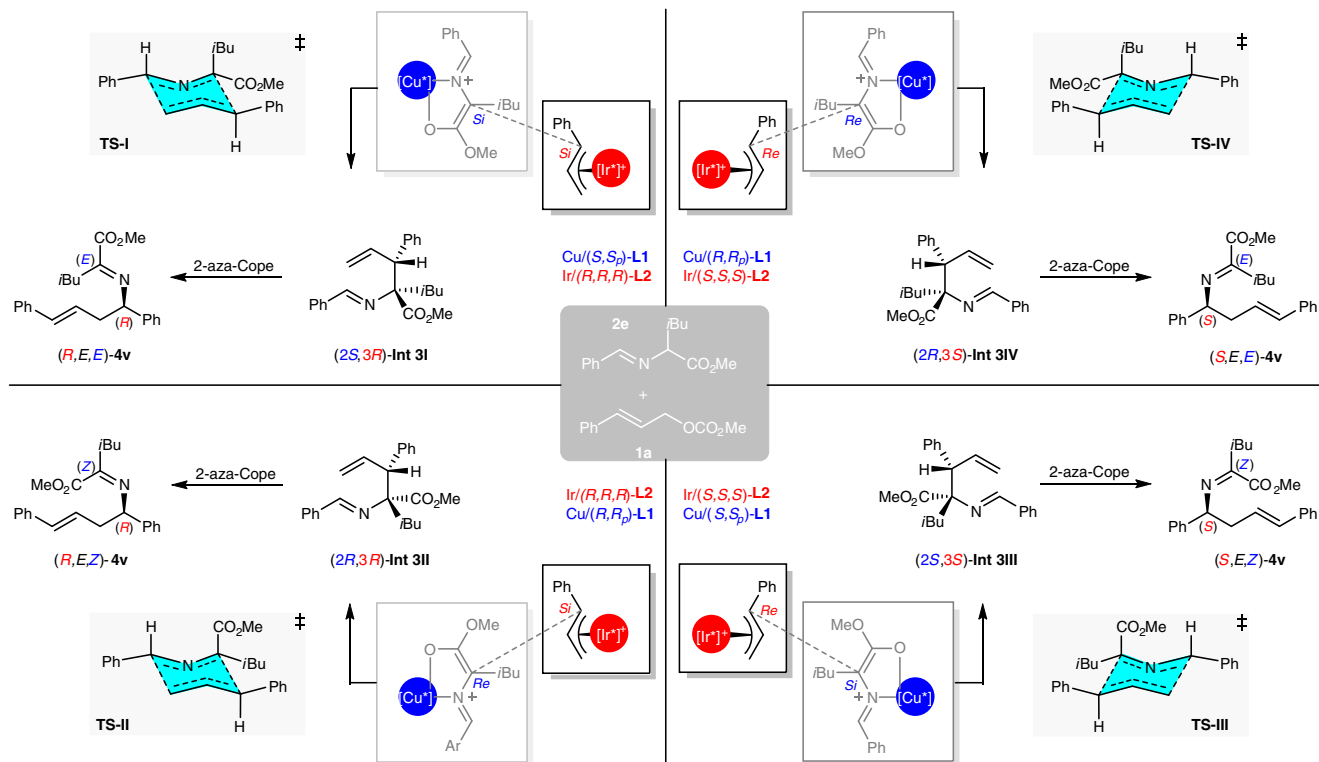 H
iBu
‡
Ph
N
CO2Me
Ph
H
TS-I
Ph
[Cu*]
N
+
iBu
Si
O
OMe
Ph
Si
[Ir*]+
Ph
Re
[Ir*]+
Ph
N
+
[Cu*]
iBu
Re
O
MeO
iBu
H
‡
MeO2C
N
Ph
Ph
H
TS-IV
CO2Me
(E)
iBu
N
Ph
(R)
Ph
(R,E,E)-4v
2-aza-Cope
Ph
H
iBu
Ph
N
CO2Me
(2S,3R)-Int 3I
Cu/(S,Sp)-L1
Ir/(R,R,R)-L2
Cu/(R,Rp)-L1
Ir/(S,S,S)-L2
Ph
H
iBu
MeO2C
N
Ph
(2R,3S)-Int 3IV
2-aza-Cope
CO2Me
(E)
N
iBu
Ph
(S)
Ph
(S,E,E)-4v
2e
iBu
Ph
N
CO2Me
+
Ph
OCO2Me
1a
iBu
(Z)
MeO2C
N
Ph
(R)
Ph
(R,E,Z)-4v
2-aza-Cope
Ph
H
CO2Me
Ph
N
iBu
(2R,3R)-Int 3II
Ir/(R,R,R)-L2
Cu/(R,Rp)-L1
Ir/(S,S,S)-L2
Cu/(S,Sp)-L1
Ph
H
MeO2C
iBu
N
Ph
(2S,3S)-Int 3III
2-aza-Cope
iBu
(Z)
N
CO2Me
Ph
(S)
Ph
(S,E,Z)-4v
H
CO2Me
‡
Ph
N
iBu
Ph
H
TS-II
OMe
O
iBu
Re
[Cu*]
N
+
Ar
Ph
Si
[Ir*]+
Ph
Re
[Ir*]+
MeO
O
iBu
Si
N
+
[Cu*]
Ph
CO2Me
H
‡
iBu
N
Ph
Ph
H
TS-III